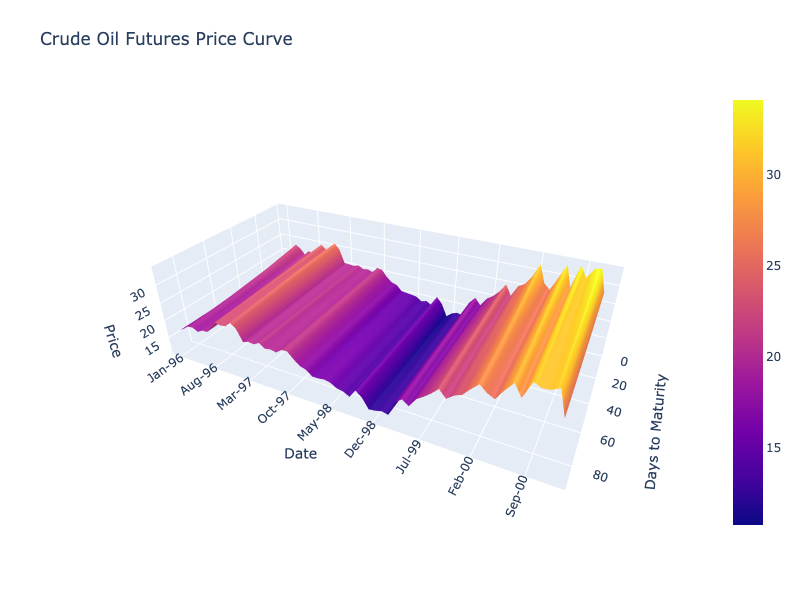 Crude Oil Futures Price Curve
30
25
20
15
Price
Jan-96
Aug-96
Mar-97
Oct-97
May-98
Dec-98
Jul-99
Feb-00
Sep-00
Date
0
20
40
60
80
Days to Maturity
30
25
20
15